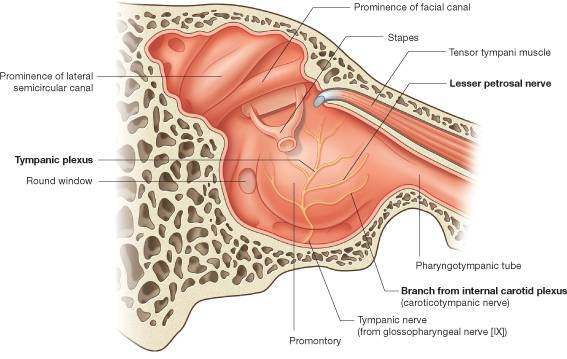 Prominence of facial canal
Stapes
Tensor tympani muscle
Lesser petrosal nerve
Prominence of lateral
semicircular canal
Tympanic plexus
Round window
Pharyngotympanic tube
Branch from internal carotid plexus
(caroticotympanic nerve)
Tympanic nerve
(from glossopharyngeal nerve [IX])
Promontory